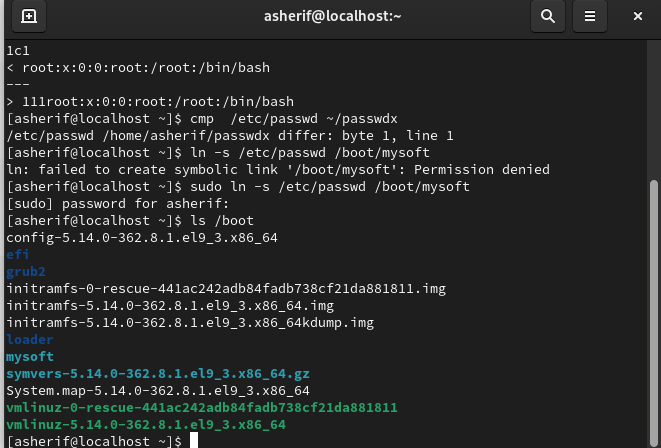 asherif@localhost:~
1c1
< root:x:0:0:root:/root:/bin/bash
---
> 111root:x:0:0:root:/root:/bin/bash
[asherif@localhost ~]$ cmp  /etc/passwd ~/passwdx
/etc/passwd /home/asherif/passwdx differ: byte 1, line 1
[asherif@localhost ~]$ ln -s /etc/passwd /boot/mysoft
ln: failed to create symbolic link '/boot/mysoft': Permission denied
[asherif@localhost ~]$ sudo ln -s /etc/passwd /boot/mysoft
[sudo] password for asherif:
[asherif@localhost ~]$ ls /boot
config-5.14.0-362.8.1.el9_3.x86_64
efi
grub2
initramfs-0-rescue-441ac242adb84fadb738cf21da881811.img
initramfs-5.14.0-362.8.1.el9_3.x86_64.img
initramfs-5.14.0-362.8.1.el9_3.x86_64kdump.img
loader
mysoft
symvers-5.14.0-362.8.1.el9_3.x86_64.gz
System.map-5.14.0-362.8.1.el9_3.x86_64
vmlinuz-0-rescue-441ac242adb84fadb738cf21da881811
vmlinuz-5.14.0-362.8.1.el9_3.x86_64
[asherif@localhost ~]$